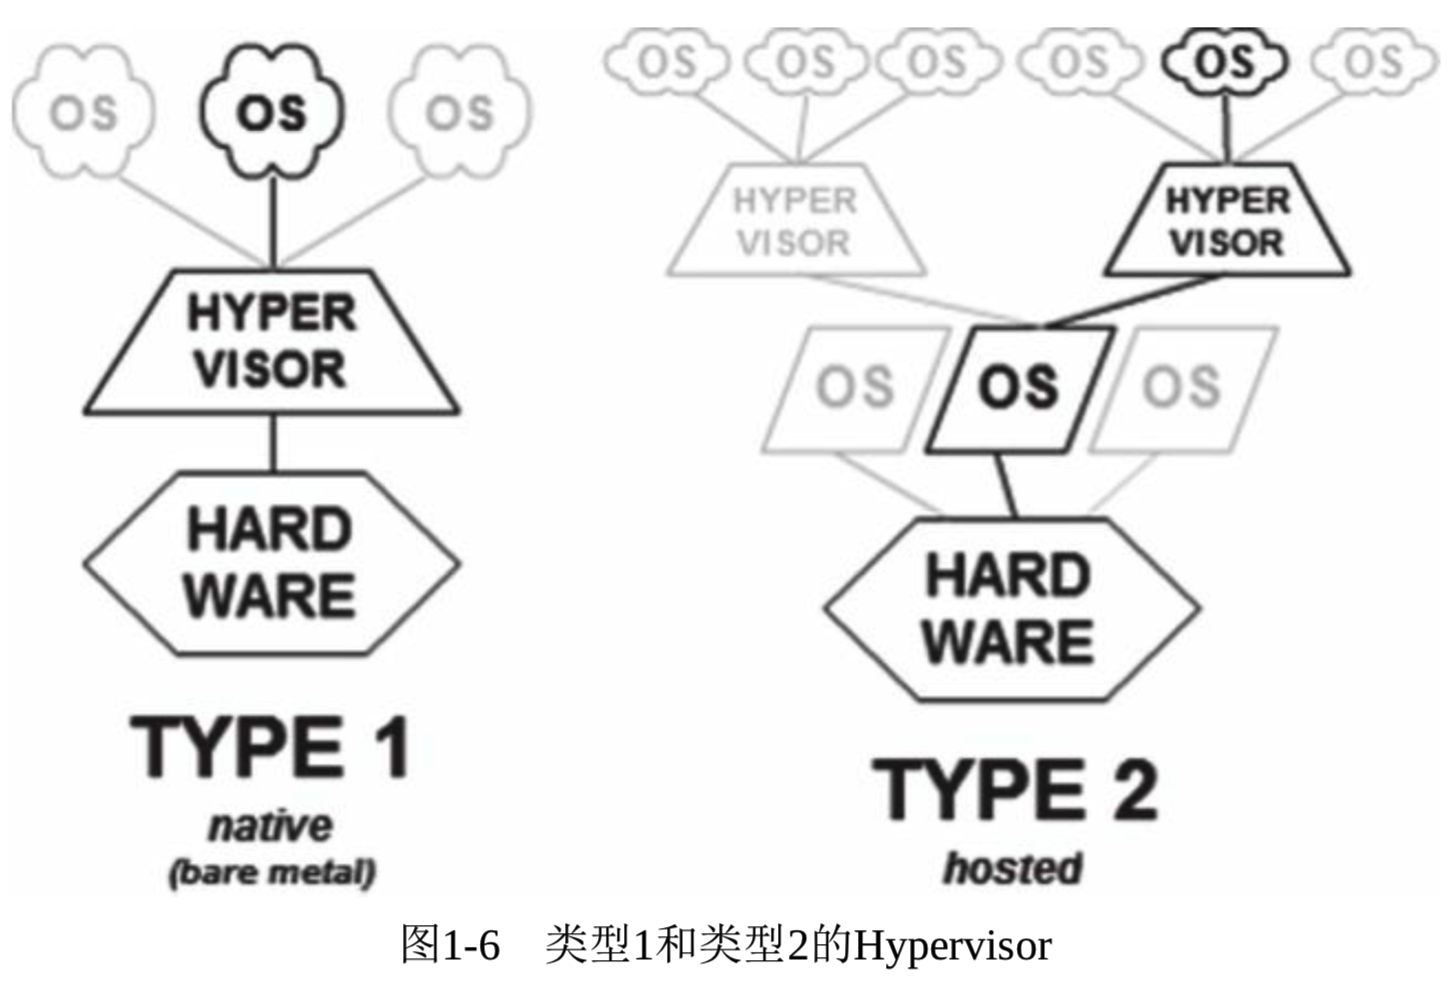 OS OS OS
HYPER
VISOR
HARD
WARE
TYPE 1
native
(bare metal)
OS OS OS OS OS OS
HYPER
VISOR
HYPER
VISOR
OS OS OS
HARD
WARE
TYPE 2
hosted
图1-6 类型1和类型2的Hypervisor